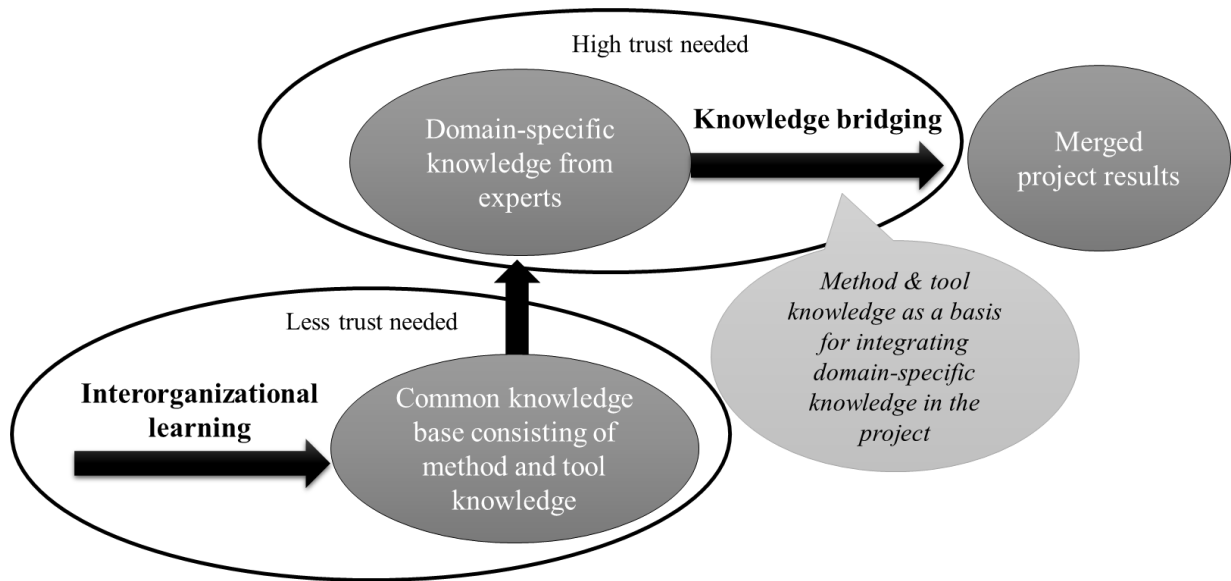 High trust needed
Domain-specific
knowledge from
experts
Knowledge bridging
Merged
project results
Method & tool
knowledge as a basis
for integrating
domain-specific
knowledge in the
project
Less trust needed
Interorganizational
learning
Common knowledge
base consisting of
method and tool
knowledge